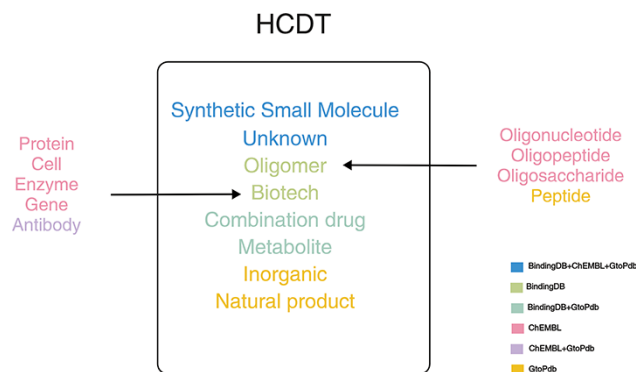 HCDT
Synthetic Small Molecule
Unknown
Oligomer
Biotech
Combination drug
Metabolite
Inorganic
Natural product
Protein
Cell
Enzyme
Gene
Antibody
Oligonucleotide
Oligopeptide
Oligosaccharide
Peptide
BindingDB+ChEMBL+GtoPdb
BindingDB
BindingDB+GtoPdb
ChEMBL
ChEMBL+GtoPdb
GtoPdb